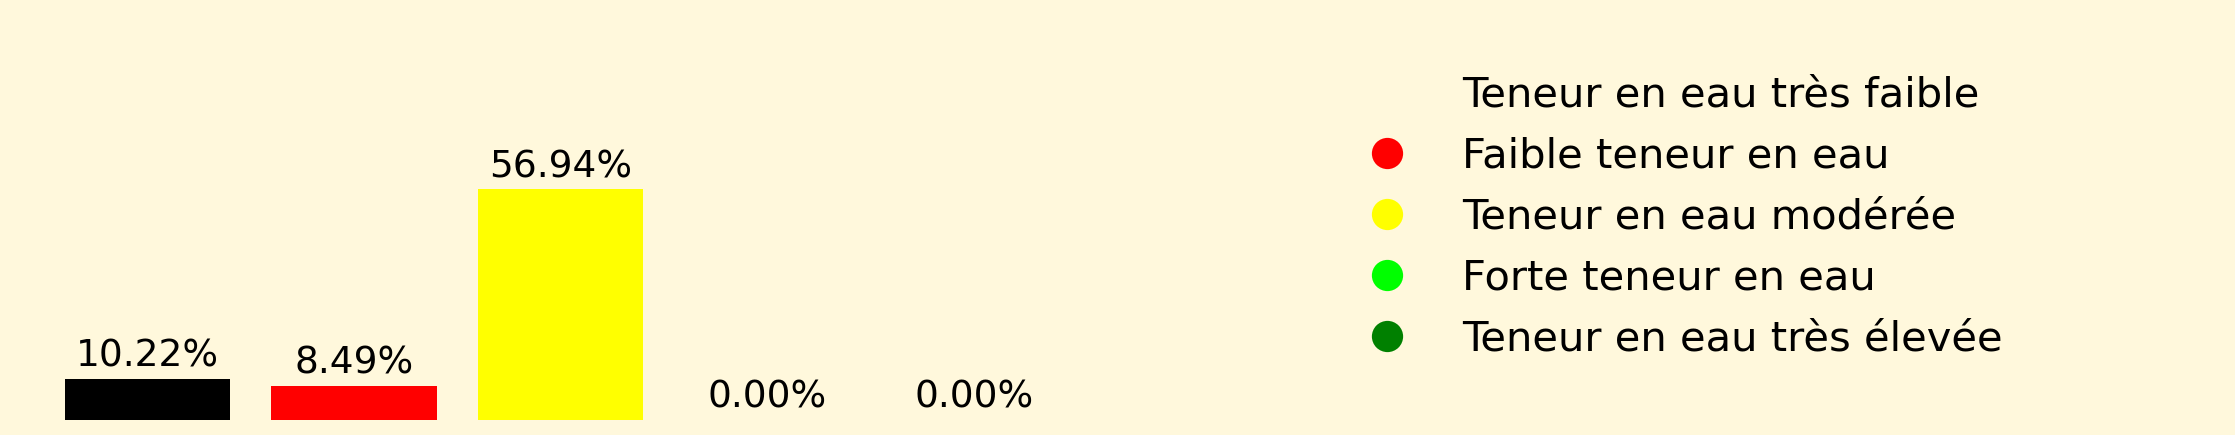 10.22%
8.49%
56.94%
0.00%
0.00%
Teneur en eau très faible
Faible teneur en eau
Teneur en eau modérée
Forte teneur en eau
Teneur en eau très élevée